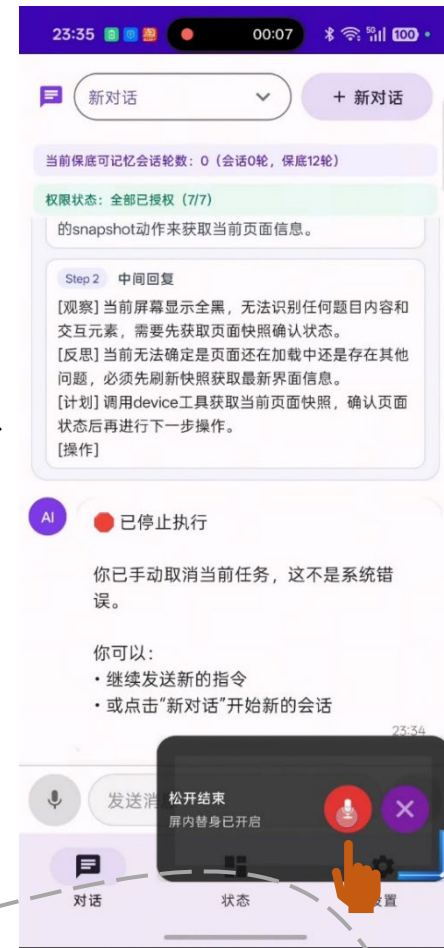 23:35
00:07
5G
100
新对话
+ 新对话
当前保底可记忆会话轮数：0（会话0轮，保底12轮）
权限状态：全部已授权（7/7）
的snapshot动作来获取当前页面信息。
Step 2 中间回复
[观察] 当前屏幕显示全黑，无法识别任何题目内容和
交互元素，需要先获取页面快照确认状态。
[反思] 当前无法确定是页面还在加载中还是存在其他
问题，必须先刷新快照获取最新界面信息。
[计划] 调用device工具获取当前页面快照，确认页面
状态后再进行下一步操作。
[操作]
AI
已停止执行
你已手动取消当前任务，这不是系统错
误。
你可以：
• 继续发送新的指令
• 或点击“新对话”开始新的会话
23:34
发送消
松开结束
屏内替身已开启
对话
状态
置